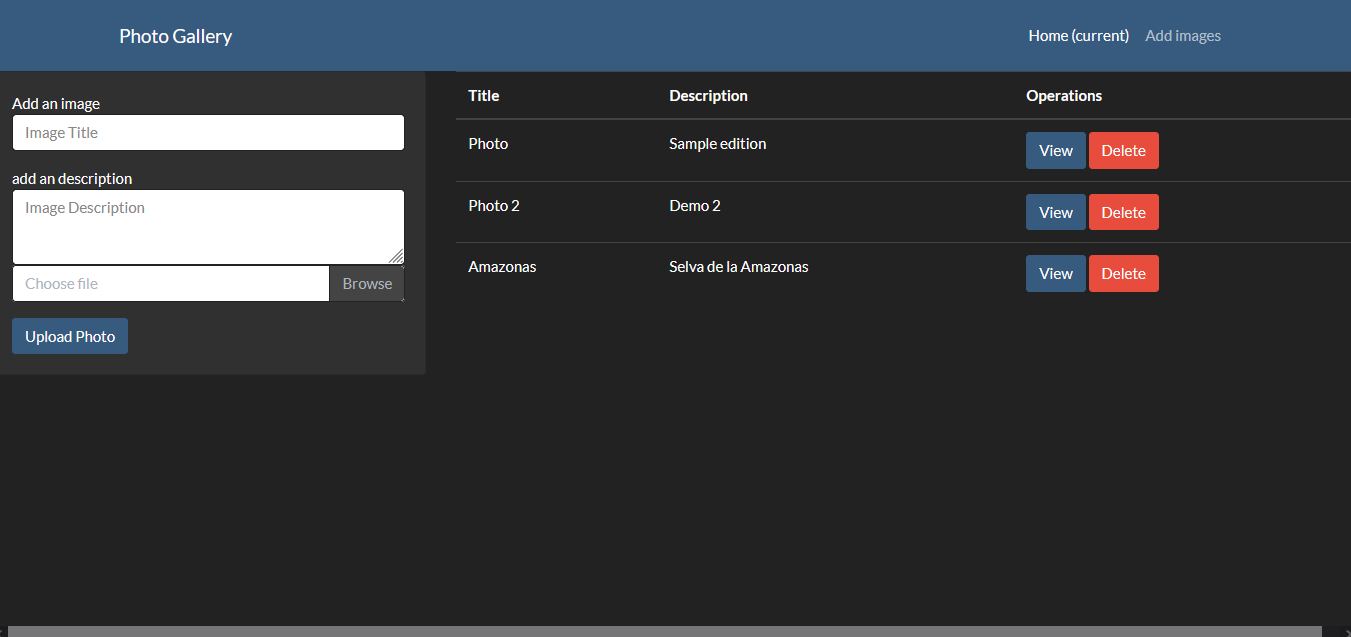 Photo Gallery
Home (current) Add images
Add an image
Image Title
add an description
Image Description
Choose file Browse
Upload Photo
Title Description Operations
Photo Sample edition View Delete
Photo 2 Demo 2 View Delete
Amazonas Selva de la Amazonas View Delete